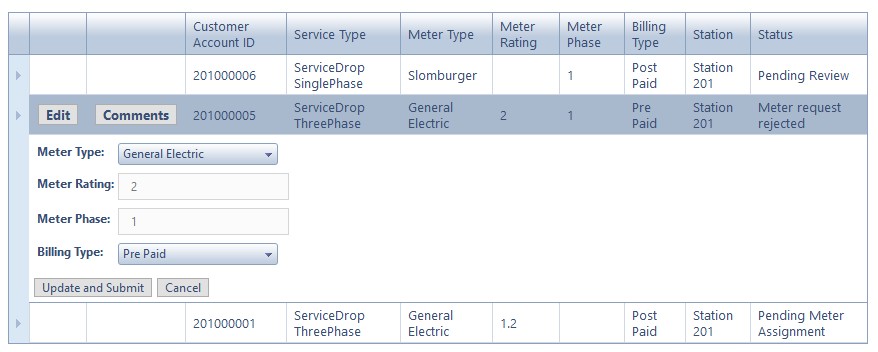 Customer Account ID Service Type Meter Type Meter Rating Meter Phase Billing Type Station Status
201000006 ServiceDrop SinglePhase Slomburger 1 Post Paid Station 201 Pending Review
Edit Comments 201000005 ServiceDrop ThreePhase General Electric 2 1 Pre Paid Station 201 Meter request rejected
Meter Type: General Electric
Meter Rating: 2
Meter Phase: 1
Billing Type: Pre Paid
Update and Submit Cancel
201000001 ServiceDrop ThreePhase General Electric 1.2 Post Paid Station 201 Pending Meter Assignment